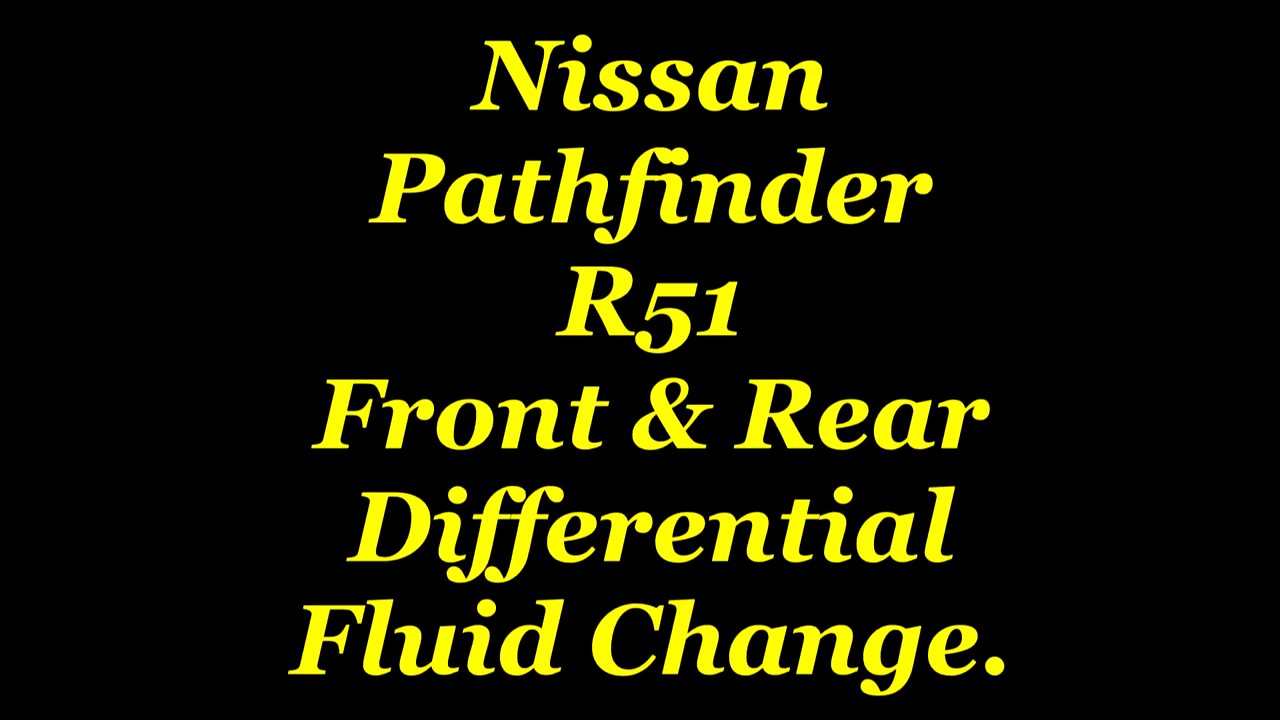 Nissan
Pathfinder
R51
Front & Rear
Differential
Fluid Change.